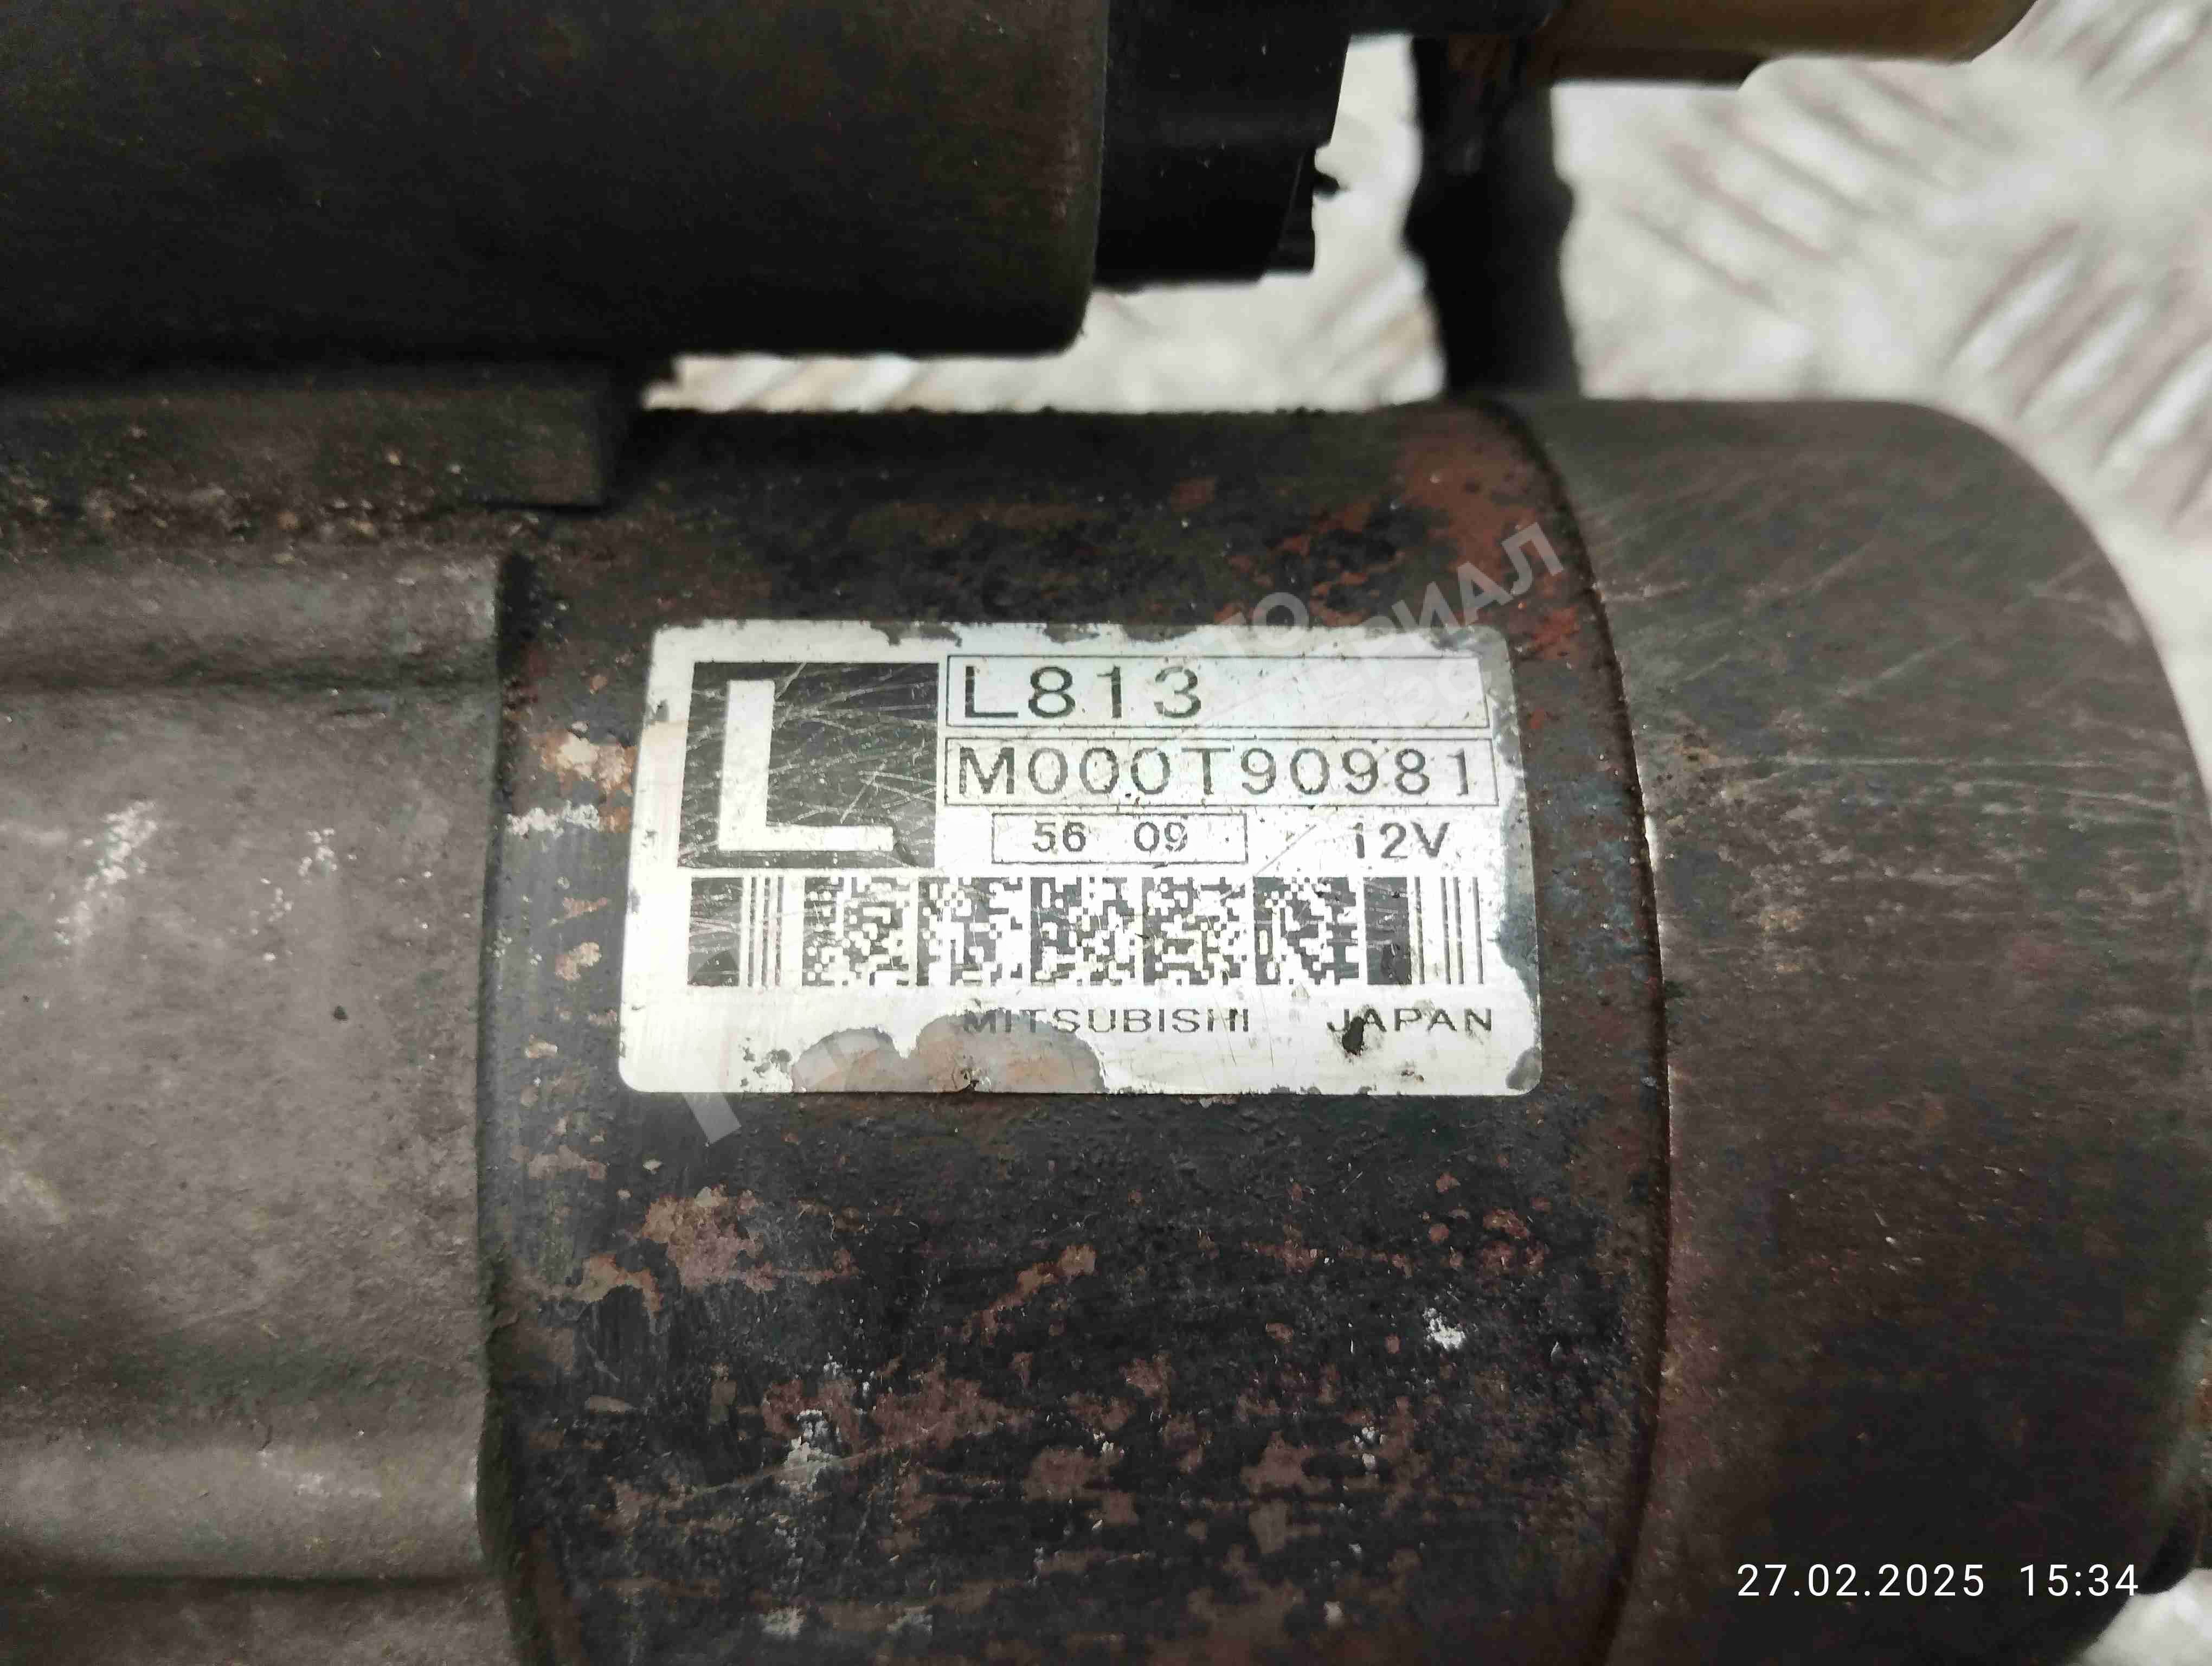 L
L813
M000T90981
56 09 12V
MITSUBISHI JAPAN
27.02.2025 15:34